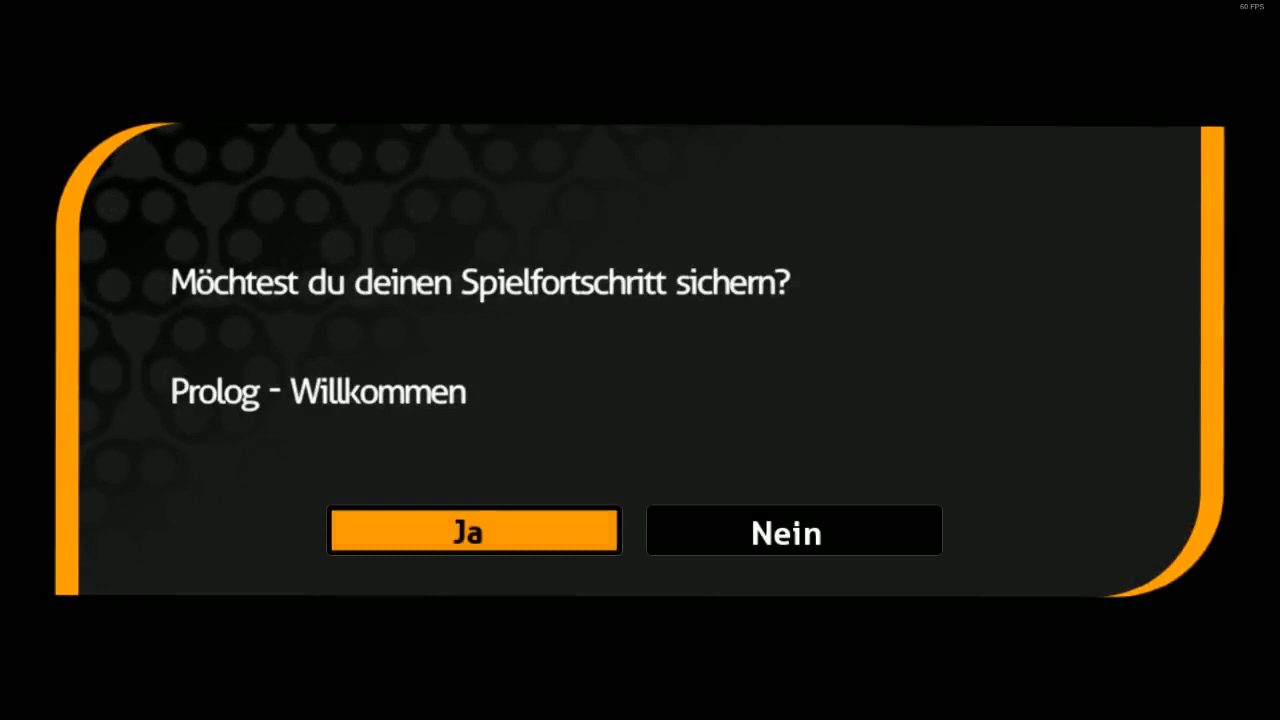 60 FPS
Möchtest du deinen Spielfortschritt sichern?
Prolog - Willkommen
Ja
Nein